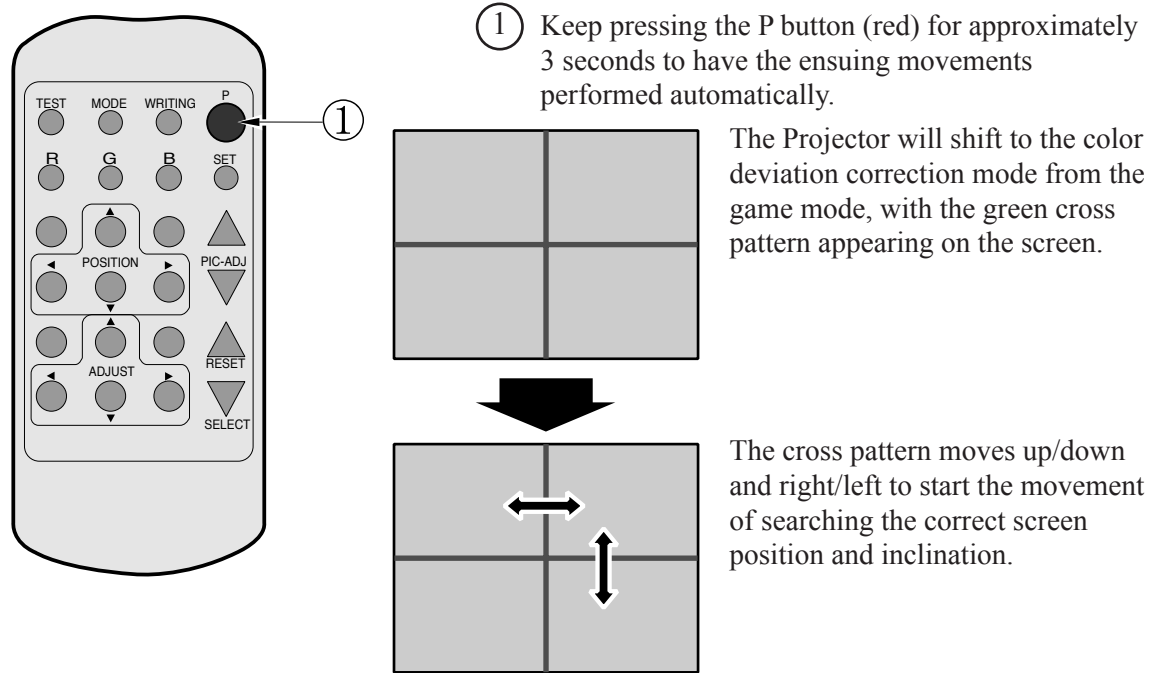 1 Keep pressing the P button (red) for approximately
3 seconds to have the ensuing movements
performed automatically.
TEST MODE WRITING P
1
R G B SET
POSITION PIC-ADJ
RESET
ADJUST
SELECT
The Projector will shift to the color
deviation correction mode from the
game mode, with the green cross
pattern appearing on the screen.
The cross pattern moves up/down
and right/left to start the movement
of searching the correct screen
position and inclination.